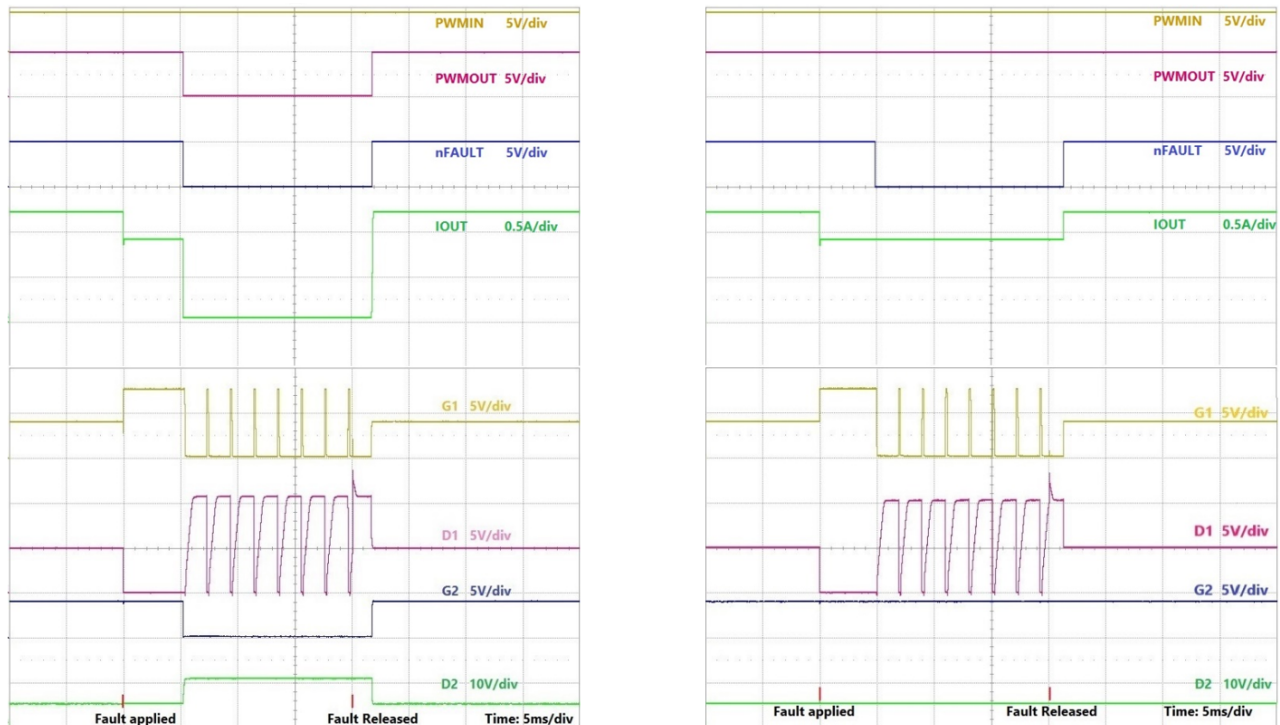 PWMIN 5V/div
PWMOUT 5V/div
nFAULT 5V/div
IOUT 0.5A/div
G1 5V/div
D1 5V/div
G2 5V/div
D2 10V/div
Fault applied Fault Released Time: 5ms/div
PWMIN 5V/div
PWMOUT 5V/div
nFAULT 5V/div
IOUT 0.5A/div
G1 5V/div
D1 5V/div
G2 5V/div
D2 10V/div
Fault applied Fault Released Time: 5ms/div